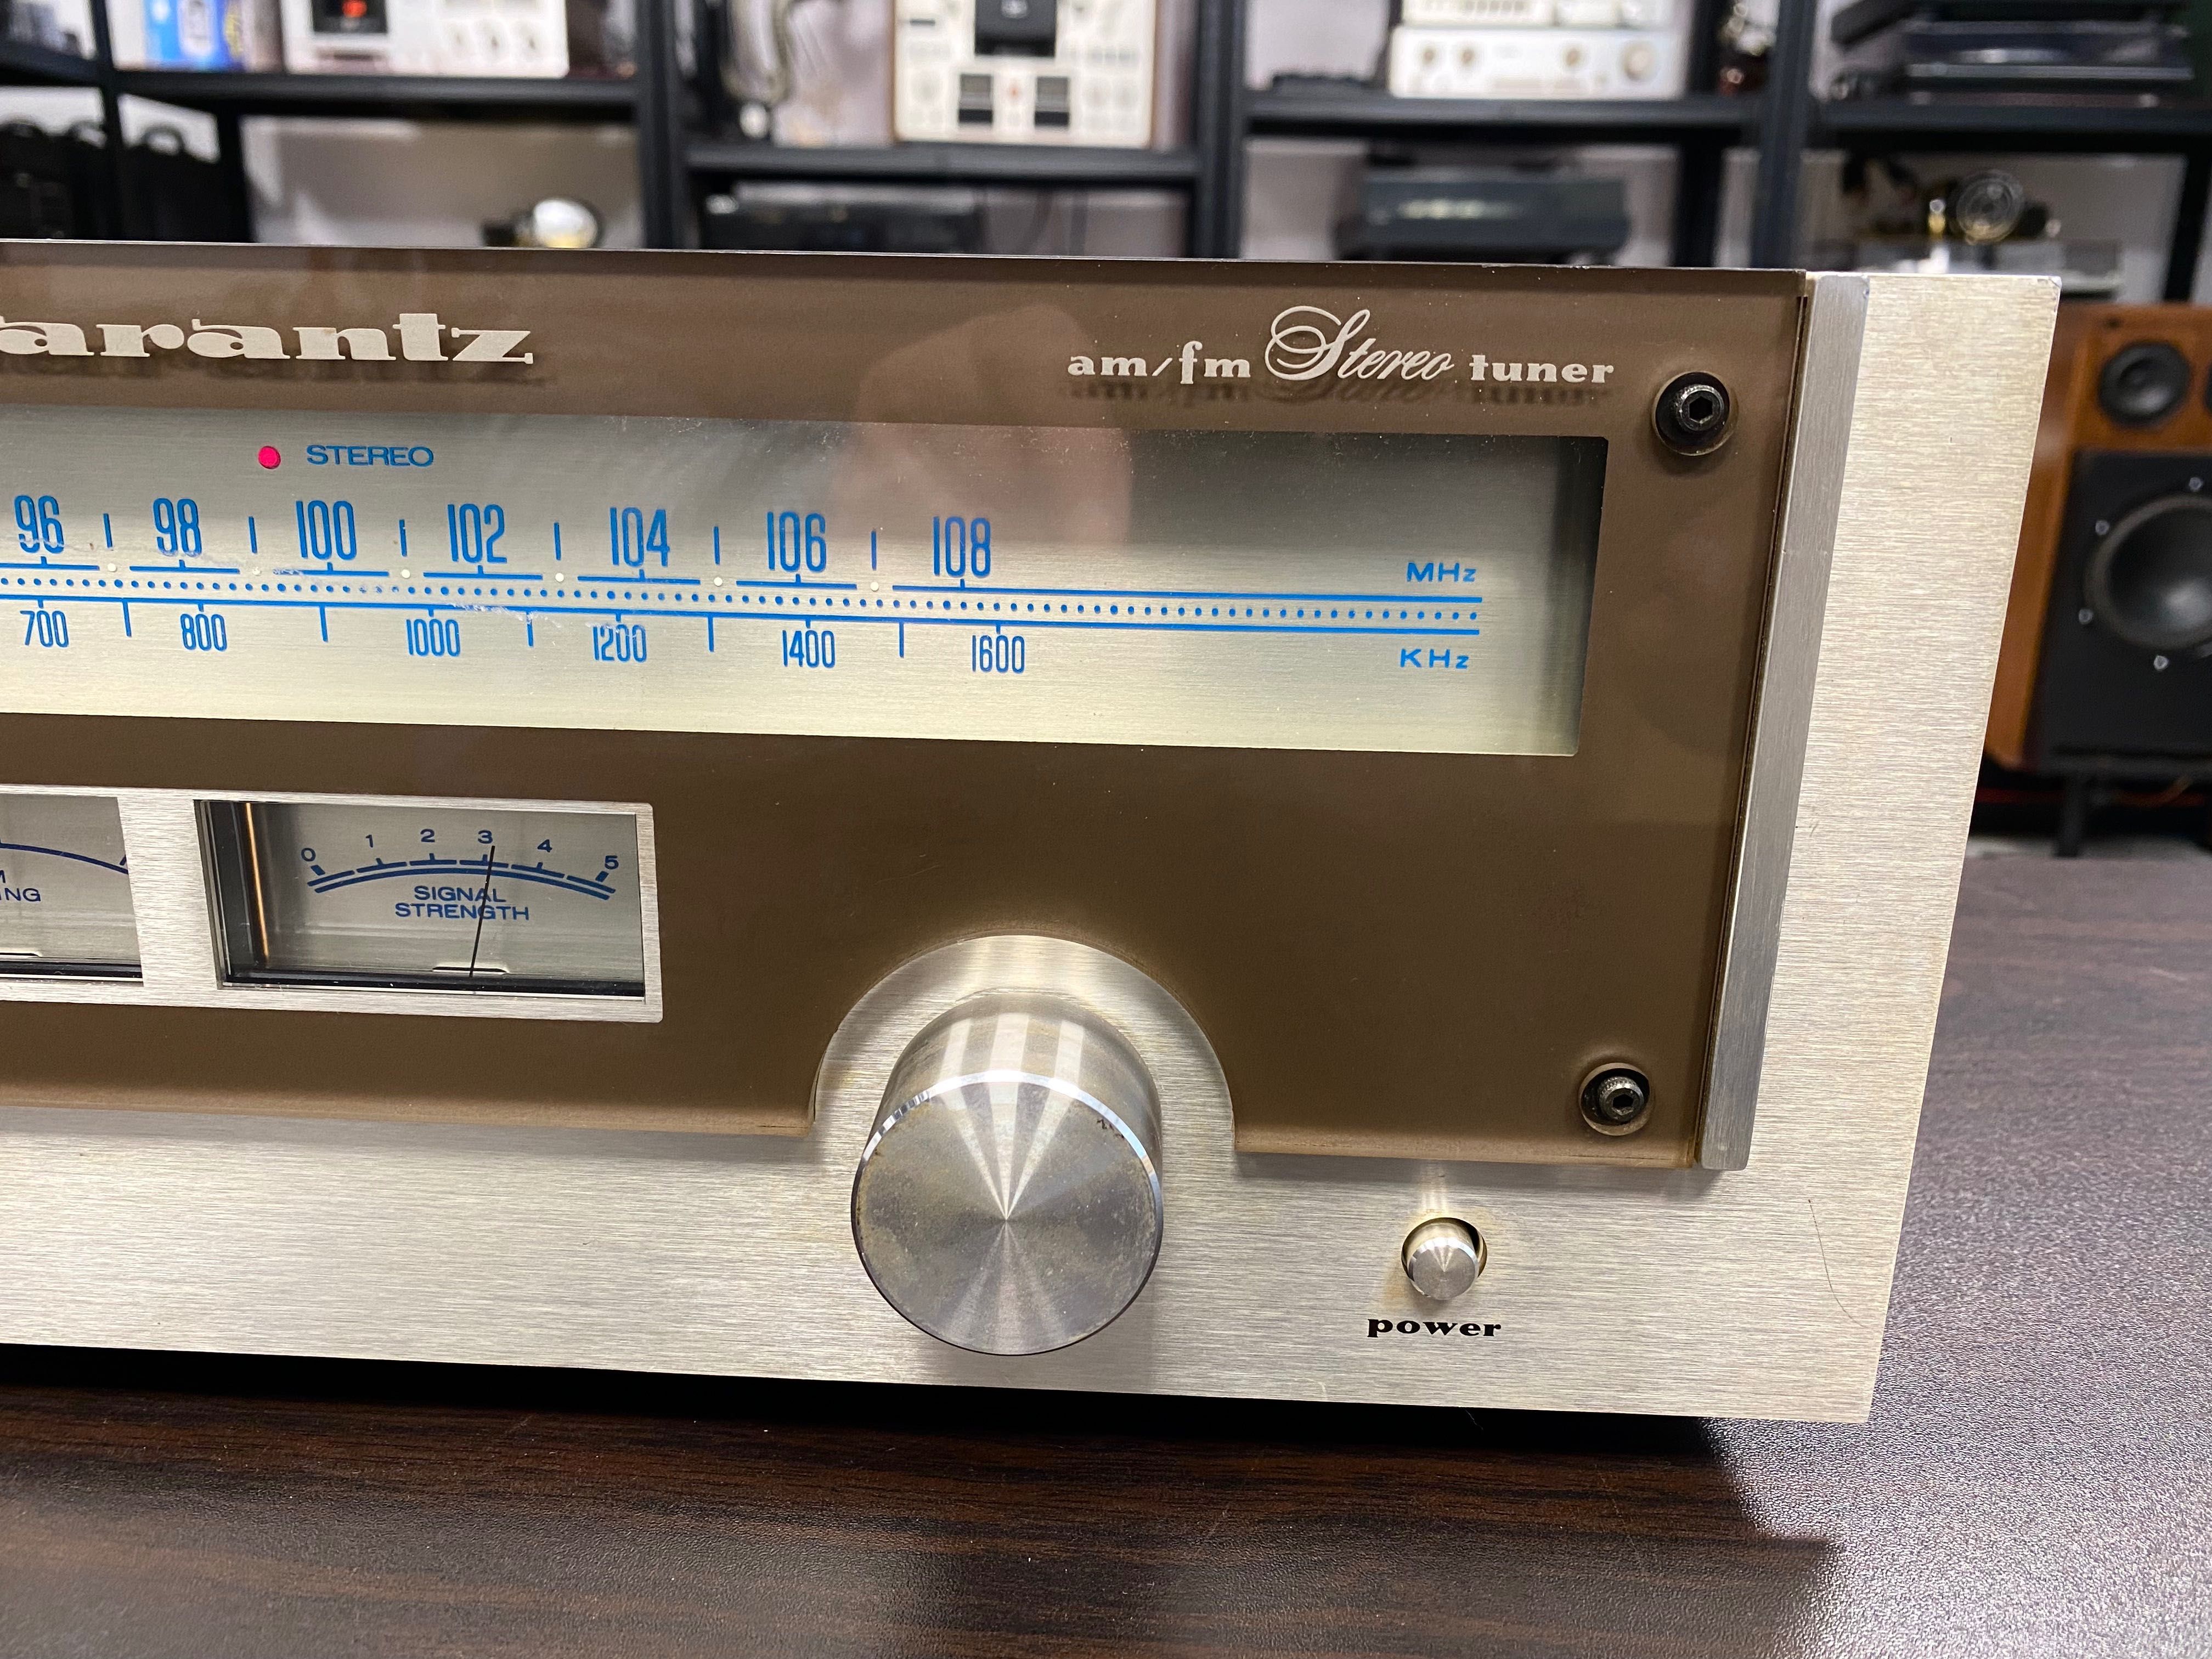 arantz
am/fm Stereo tuner
STEREO
96 98 100 102 104 106 108
MHz
700 800 1000 1200 1400 1600
KHz
0 1 2 3 4 5
SIGNAL
STRENGTH
NG
power